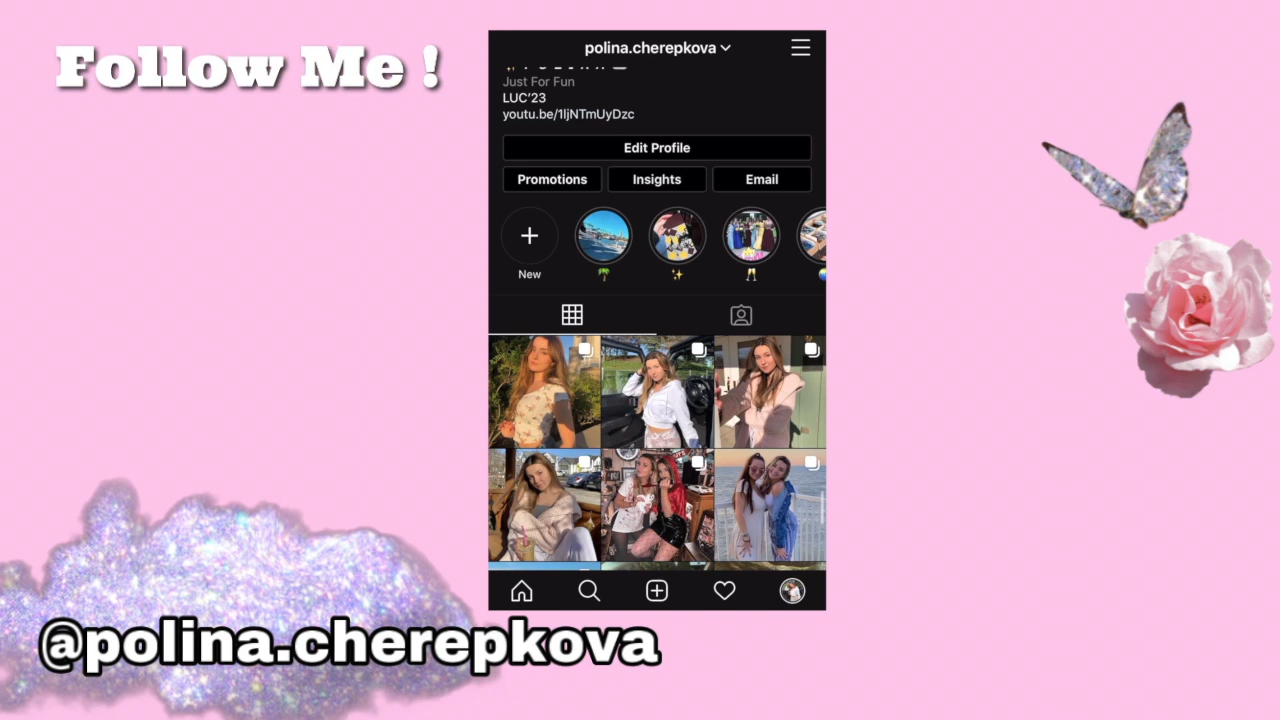 Follow Me !
polina.cherepkova
Just For Fun
LUC'23
youtu.be/1ljNTmUyDzc
Edit Profile
Promotions
Insights
Email
New
@polina.cherepkova